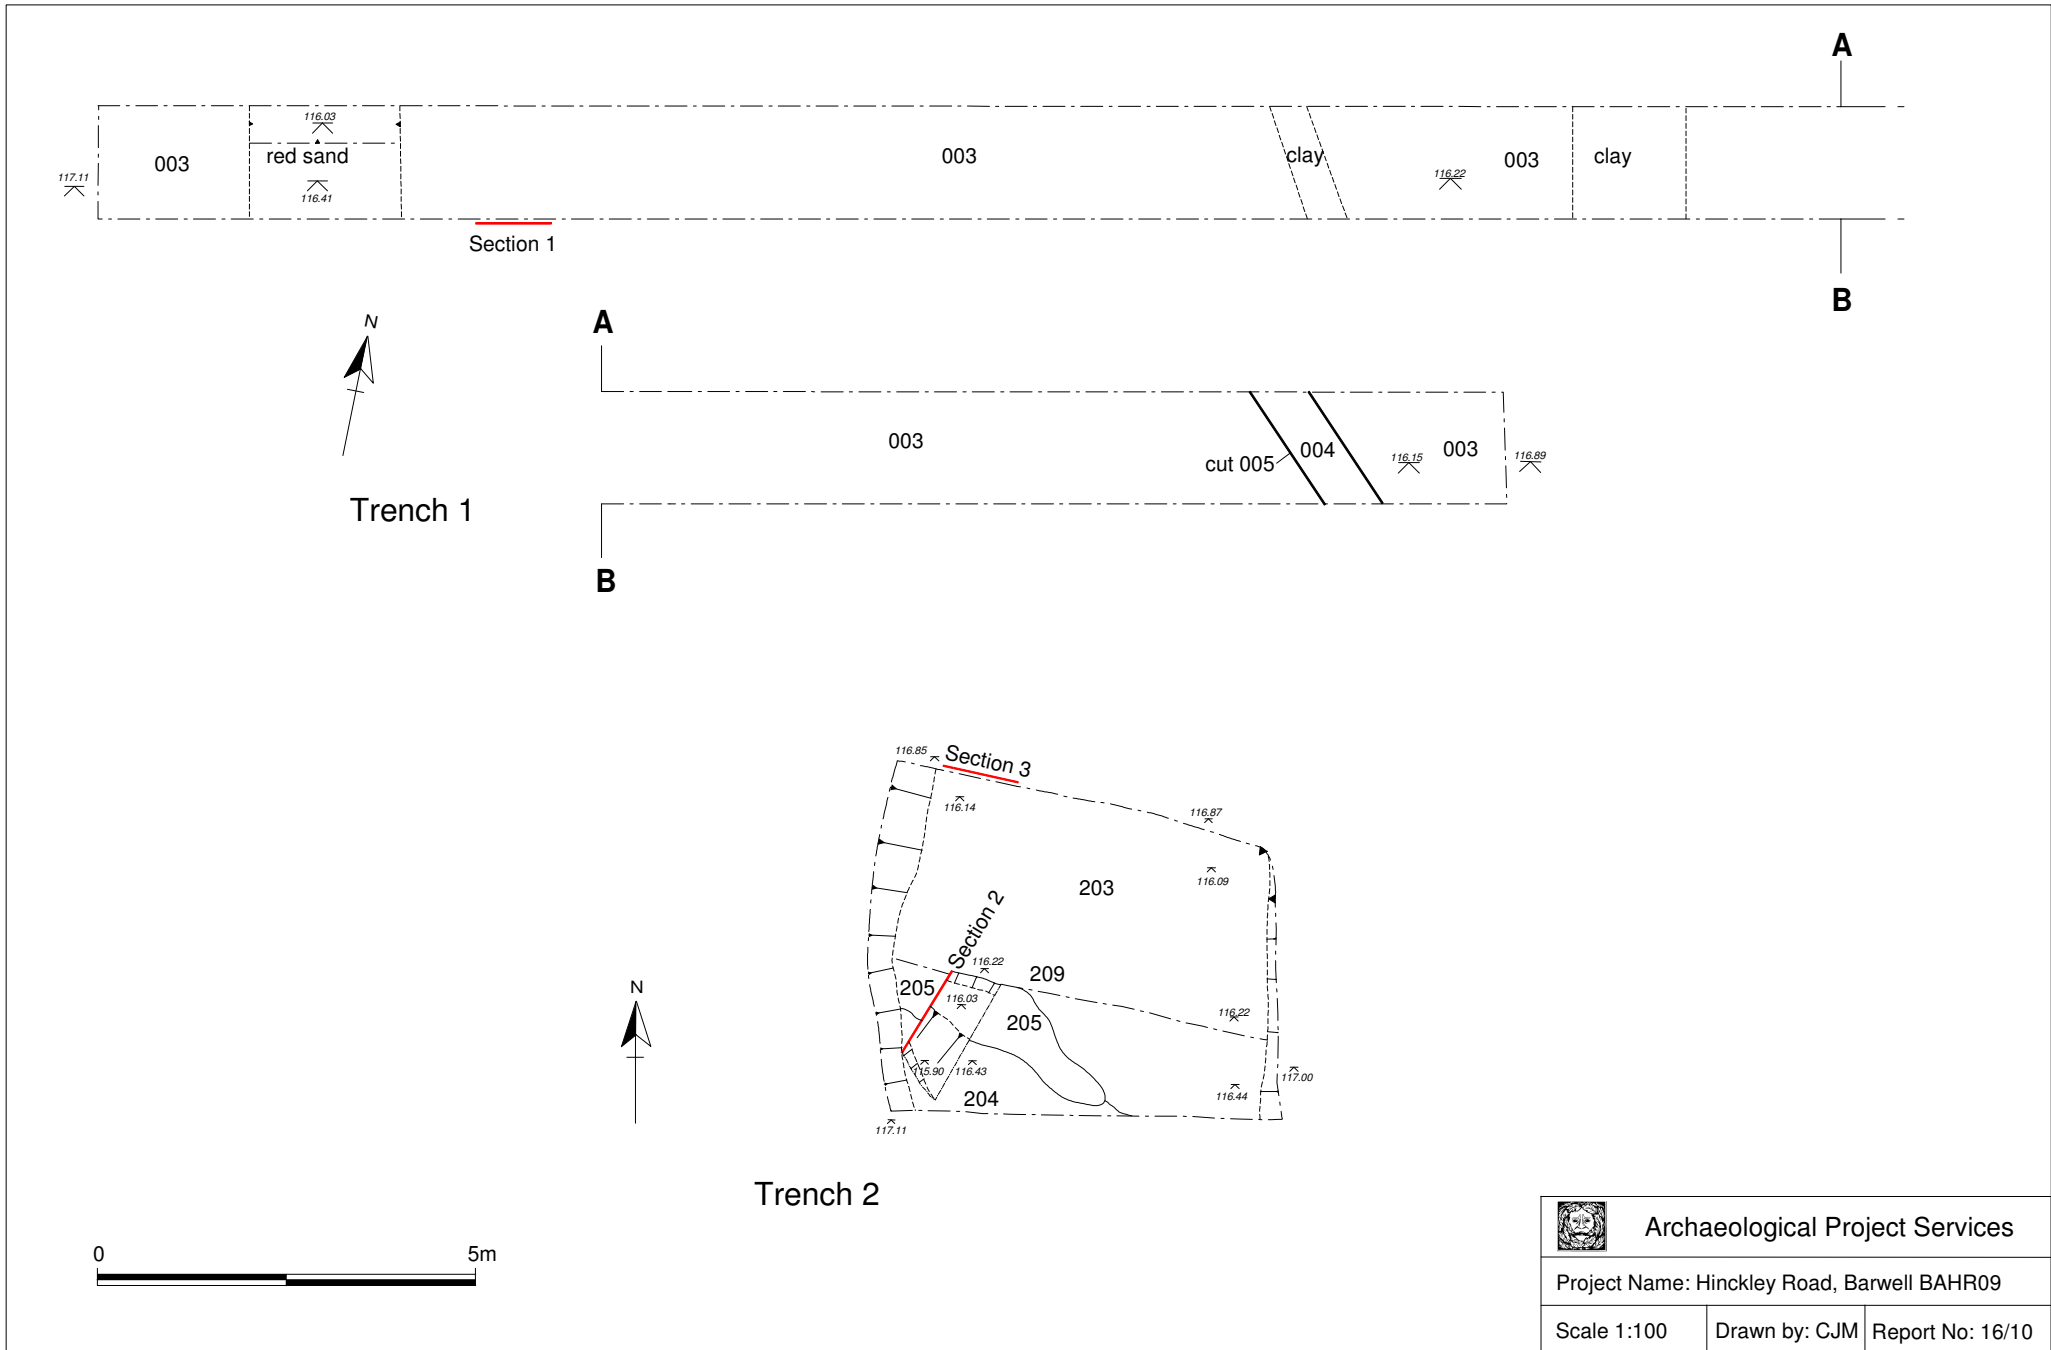 A
116.03
red sand
003
117.11
116.41
003
clay
116.22
003
clay
Section 1
B
N
A
003
cut 005
004
116.15
003
116.89
Trench 1
B
116.85
Section 3
116.14
116.87
116.09
203
Section 2
116.22
209
205
116.03
205
116.22
N
115.90
116.43
204
116.44
117.00
117.11
Trench 2
0
5m
Archaeological Project Services
Project Name: Hinckley Road, Barwell BAHR09
Scale 1:100
Drawn by: CJM
Report No: 16/10